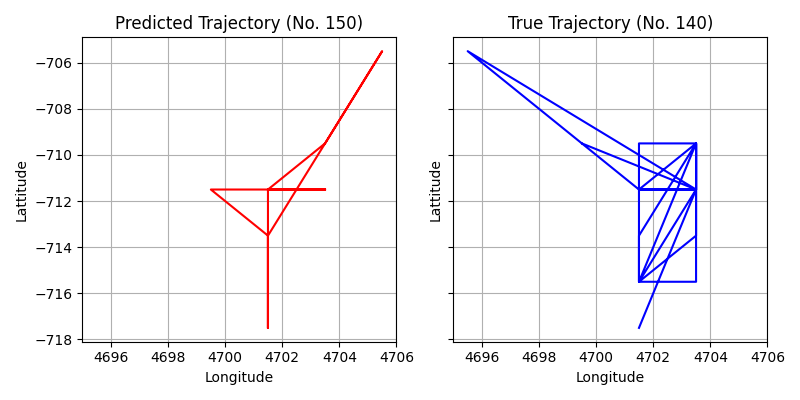 Predicted Trajectory (No. 150)
True Trajectory (No. 140)
−706
−708
−710
−712
−714
−716
−718
Lattitude
Lattitude
4696 4698 4700 4702 4704 4706
4696 4698 4700 4702 4704 4706
Longitude
Longitude